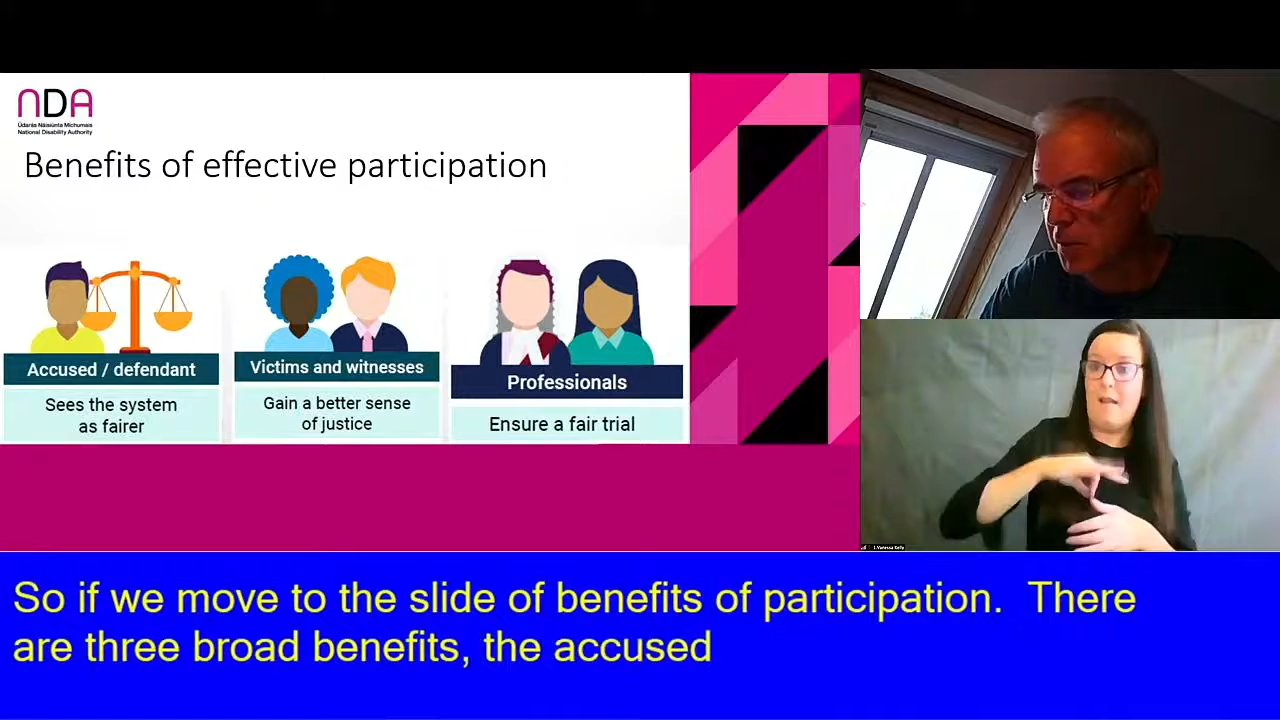 NDA
Údarás Náisiúnta Míchumais
National Disability Authority
Benefits of effective participation
Accused / defendant
Sees the system
as fairer
Victims and witnesses
Gain a better sense
of justice
Professionals
Ensure a fair trial
Vanessa Kelly
So if we move to the slide of benefits of participation.  There
are three broad benefits, the accused